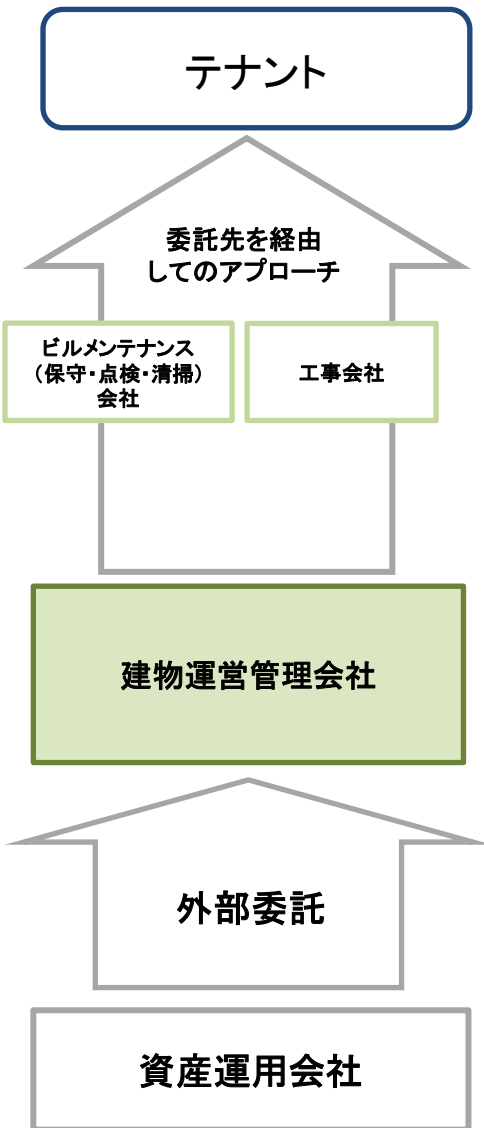 テナント
委託先を経由
してのアプローチ
ビルメンテナンス
（保守・点検・清掃）
会社
工事会社
建物運営管理会社
外部委託
資産運用会社